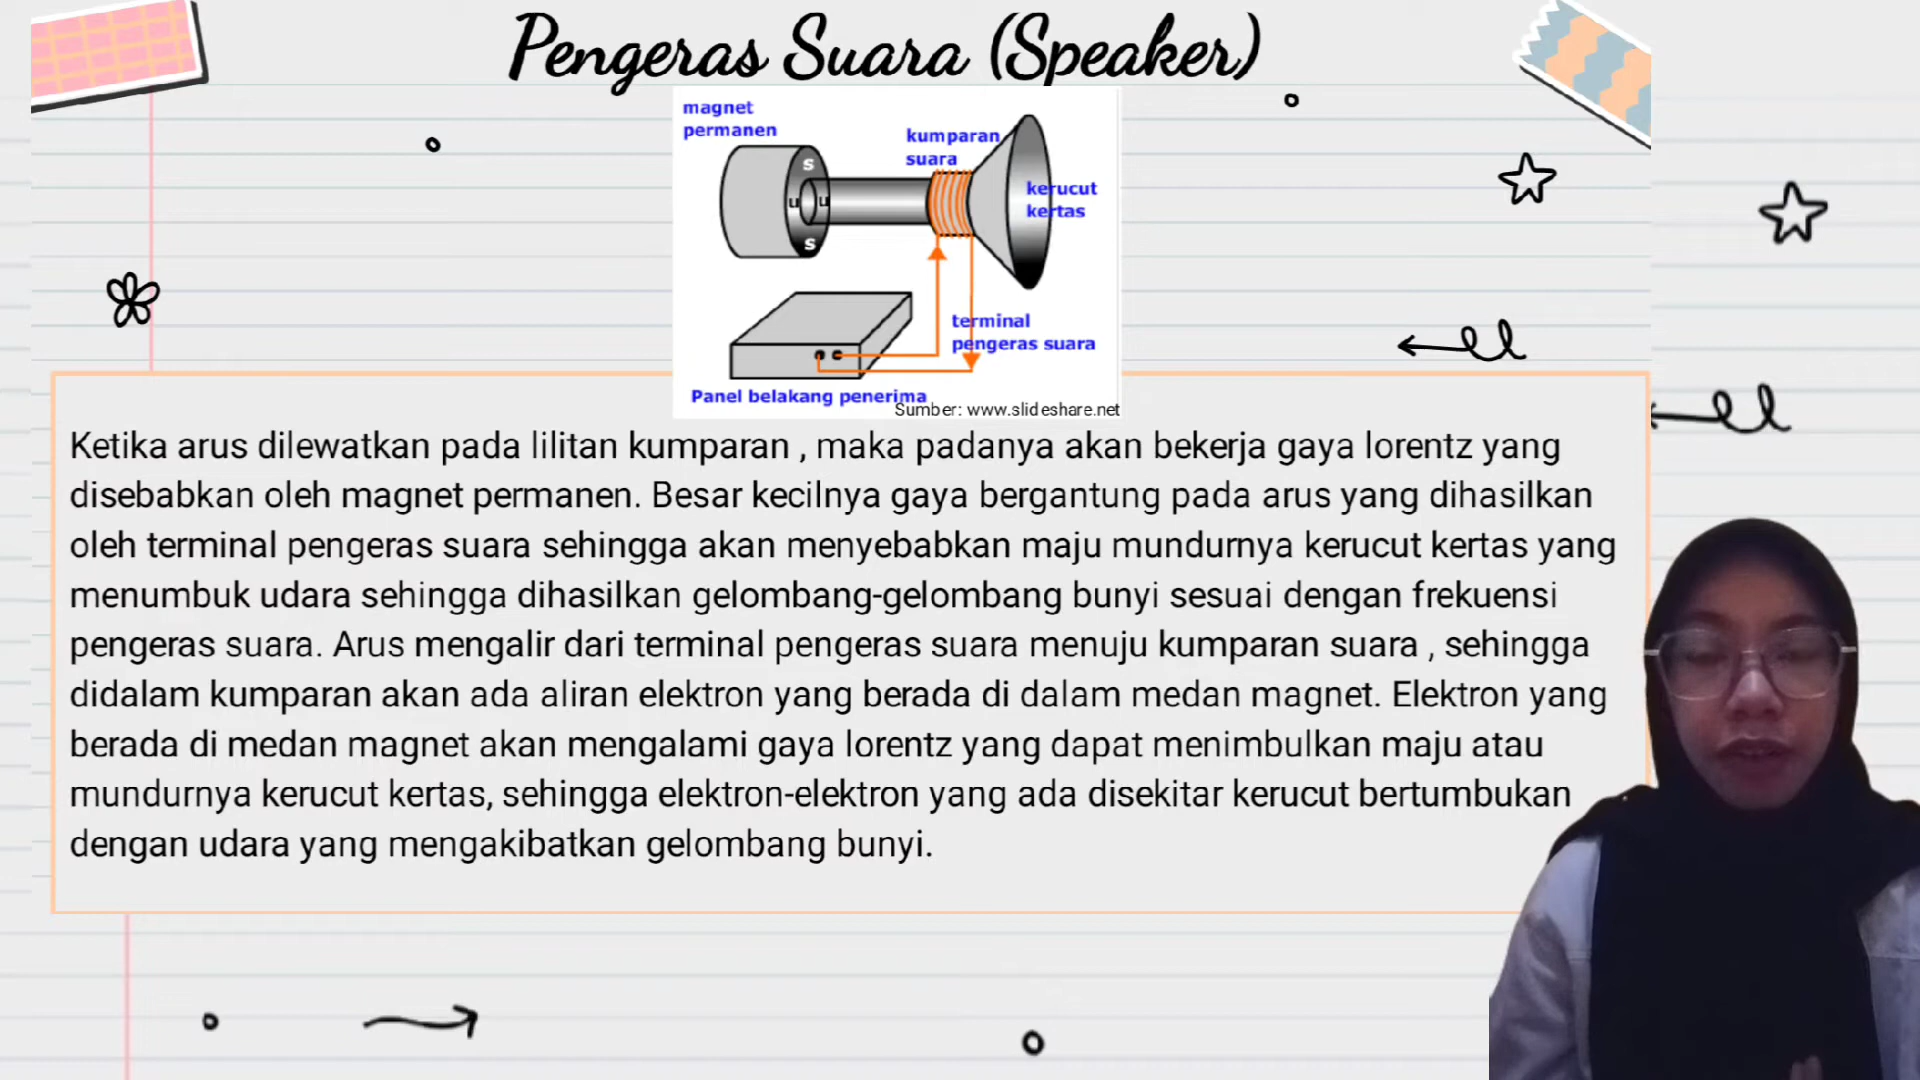 Pengeras Suara (Speaker)
magnet
permanen
S
u
u
S
kumparan
suara
kerucut
kertas
terminal
pengeras suara
Panel belakang penerima
Sumber: www.slideshare.net
Ketika arus dilewatkan pada lilitan kumparan , maka padanya akan bekerja gaya lorentz yang
disebabkan oleh magnet permanen. Besar kecilnya gaya bergantung pada arus yang dihasilkan
oleh terminal pengeras suara sehingga akan menyebabkan maju mundurnya kerucut kertas yang
menumbuk udara sehingga dihasilkan gelombang-gelombang bunyi sesuai dengan frekuensi
pengeras suara. Arus mengalir dari terminal pengeras suara menuju kumparan suara , sehingga
didalam kumparan akan ada aliran elektron yang berada di dalam medan magnet. Elektron yang
berada di medan magnet akan mengalami gaya lorentz yang dapat menimbulkan maju atau
mundurnya kerucut kertas, sehingga elektron-elektron yang ada disekitar kerucut bertumbukan
dengan udara yang mengakibatkan gelombang bunyi.